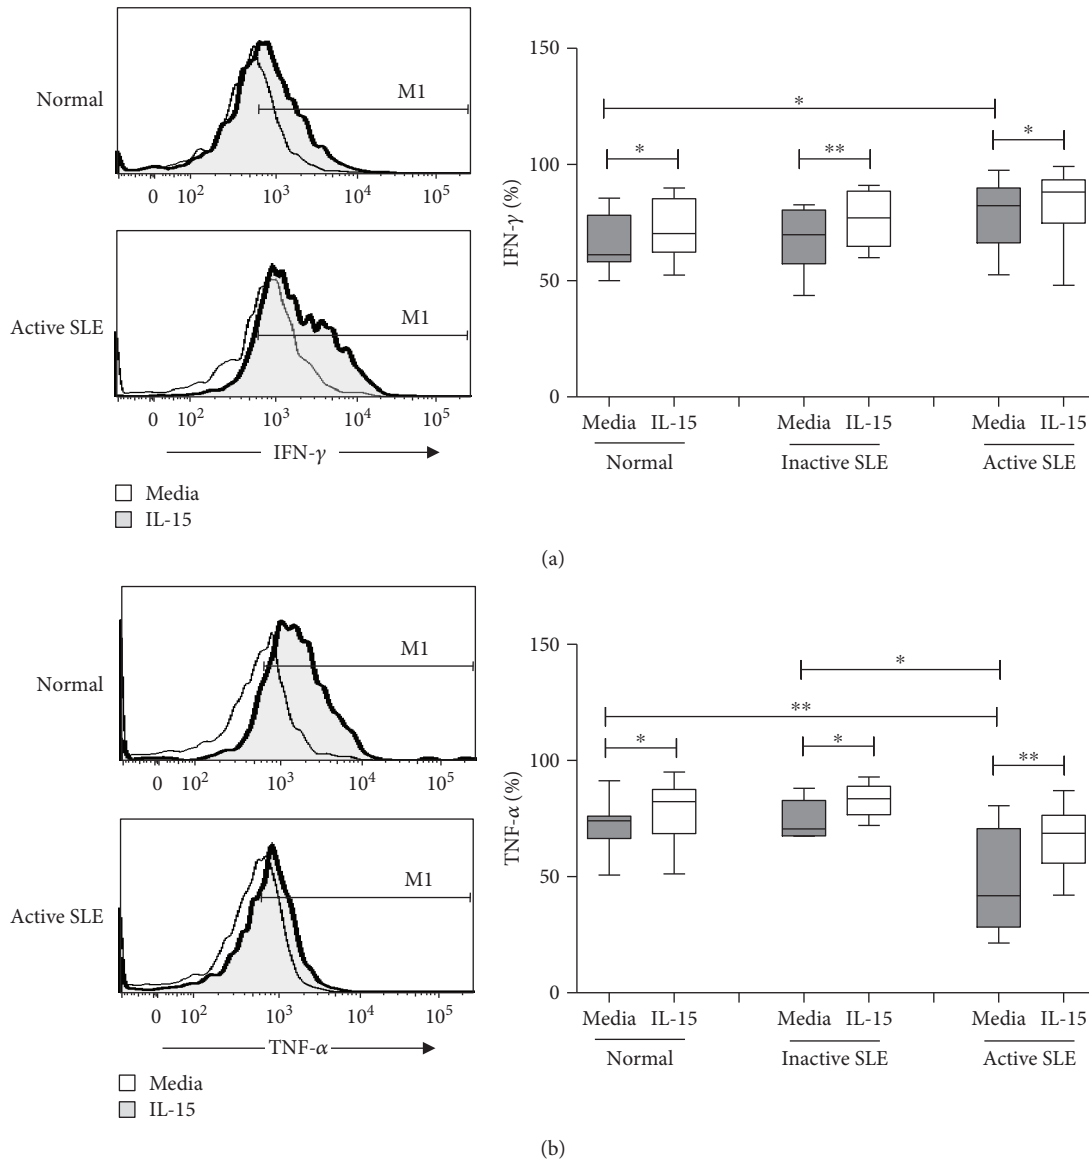 Normal
M1
0 10² 10³ 10⁴ 10⁵
Active SLE
M1
0 10² 10³ 10⁴ 10⁵
IFN-γ
Media
IL-15
IFN-γ (%)
150
100
50
0
*
* ** *
Media IL-15 Media IL-15 Media IL-15
Normal Inactive SLE Active SLE
(a)
Normal
M1
0 10² 10³ 10⁴ 10⁵
Active SLE
M1
0 10² 10³ 10⁴ 10⁵
TNF-α
Media
IL-15
TNF-α (%)
150
100
50
0
*
**
* * **
Media IL-15 Media IL-15 Media IL-15
Normal Inactive SLE Active SLE
(b)